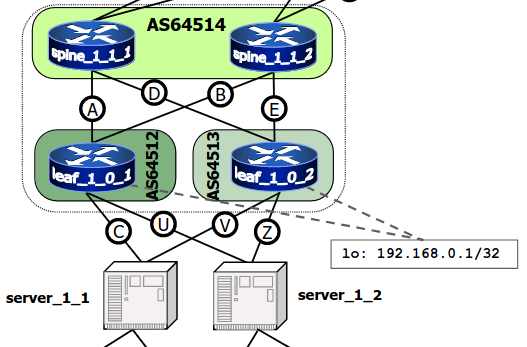 AS64514
spine_1_1_1
spine_1_1_2
D
B
A
E
AS64512
AS64513
leaf_1_0_1
leaf_1_0_2
C
U
V
Z
lo: 192.168.0.1/32
server_1_1
server_1_2